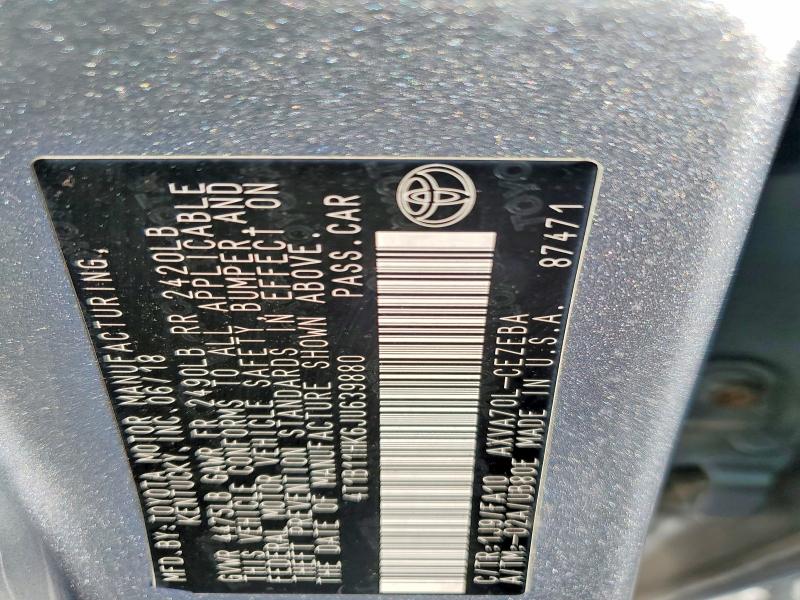 MFD.BY:TOYOTA MOTOR MANUFACTURING,
KENTUCKY INC. 06/18
GVWR 4575LB GAWR FR 2490LB RR 2420LB
THIS VEHICLE CONFORMS TO ALL APPLICABLE
FEDERAL MOTOR VEHICLE SAFETY, BUMPER, AND
THEFT PREVENTION STANDARDS IN EFFECT ON
THE DATE OF MANUFACTURE SHOWN ABOVE.
4T1B11HK6JU639880 PASS.CAR
C/TR:1J9/FA10 AXVA70L-CEZEBA
A/TM:-02A/UB80E MADE IN U.S.A. 87471